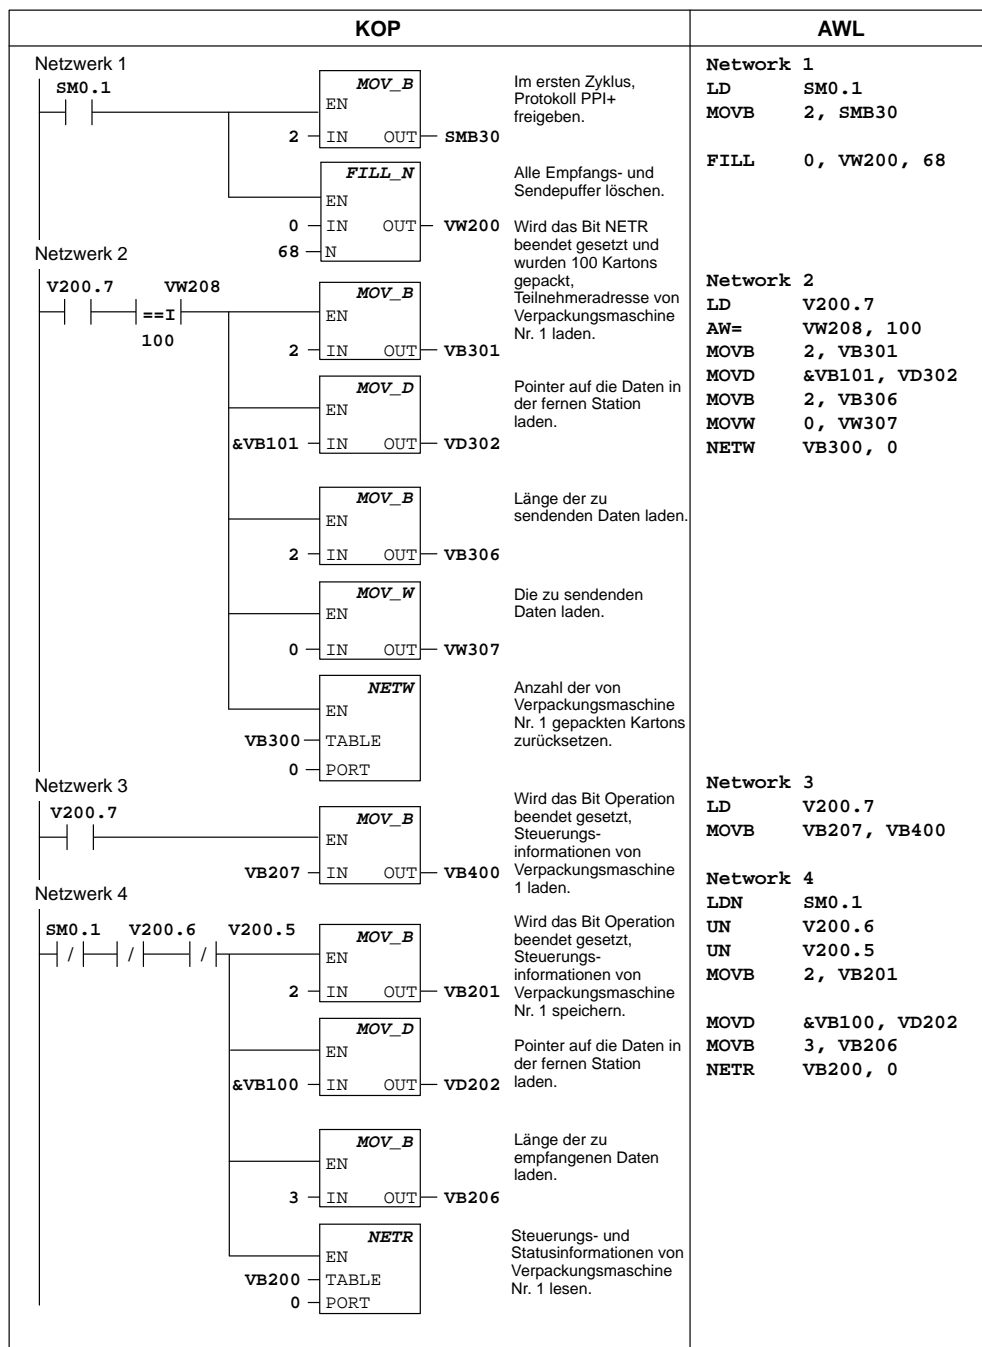 KOP
AWL
Netzwerk 1
SM0.1
MOV_B
EN
2
IN OUT
SMB30
Im ersten Zyklus,
Protokoll PPI+
freigeben.
FILL_N
EN
0
IN OUT
VW200
68
N
Alle Empfangs- und
Sendepuffer löschen.
Netzwerk 2
V200.7 VW208
==I
100
MOV_B
EN
2
IN OUT
VB301
Wird das Bit NETR
beendet gesetzt und
wurden 100 Kartons
gepackt,
Teilnehmeradresse von
Verpackungsmaschine
Nr. 1 laden.
MOV_D
EN
&VB101
IN OUT
VD302
Pointer auf die Daten in
der fernen Station
laden.
MOV_B
EN
2
IN OUT
VB306
Länge der zu
sendenden Daten laden.
MOV_W
EN
0
IN OUT
VW307
Die zu sendenden
Daten laden.
NETW
EN
VB300
TABLE
0
PORT
Anzahl der von
Verpackungsmaschine
Nr. 1 gepackten Kartons
zurücksetzen.
Netzwerk 3
V200.7
MOV_B
EN
VB207
IN OUT
VB400
Wird das Bit Operation
beendet gesetzt,
Steuerungs-
informationen von
Verpackungsmaschine
1 laden.
Netzwerk 4
SM0.1 V200.6 V200.5
/ / /
MOV_B
EN
2
IN OUT
VB201
Wird das Bit Operation
beendet gesetzt,
Steuerungs-
informationen von
Verpackungsmaschine
Nr. 1 speichern.
MOV_D
EN
&VB100
IN OUT
VD202
Pointer auf die Daten in
der fernen Station
laden.
MOV_B
EN
3
IN OUT
VB206
Länge der zu
empfangenen Daten
laden.
NETR
EN
VB200
TABLE
0
PORT
Steuerungs- und
Statusinformationen von
Verpackungsmaschine
Nr. 1 lesen.
Network 1
LD SM0.1
MOVB 2, SMB30
FILL 0, VW200, 68
Network 2
LD V200.7
AW= VW208, 100
MOVB 2, VB301
MOVD &VB101, VD302
MOVB 2, VB306
MOVW 0, VW307
NETW VB300, 0
Network 3
LD V200.7
MOVB VB207, VB400
Network 4
LDN SM0.1
UN V200.6
UN V200.5
MOVB 2, VB201
MOVD &VB100, VD202
MOVB 3, VB206
NETR VB200, 0